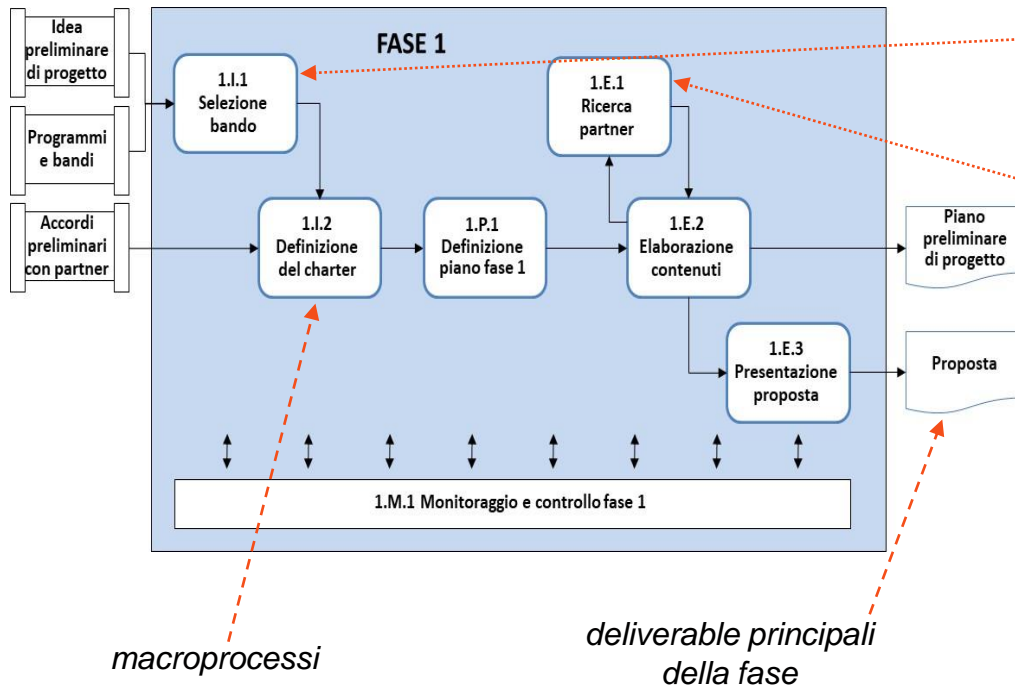 Idea
preliminare
di progetto
Programmi
e bandi
Accordi
preliminari
con partner
FASE 1
1.I.1
Selezione
bando
1.E.1
Ricerca
partner
1.I.2
Definizione
del charter
1.P.1
Definizione
piano fase 1
1.E.2
Elaborazione
contenuti
Piano
preliminare
di progetto
1.E.3
Presentazione
proposta
Proposta
1.M.1 Monitoraggio e controllo fase 1
macroprocessi
deliverable principali
della fase